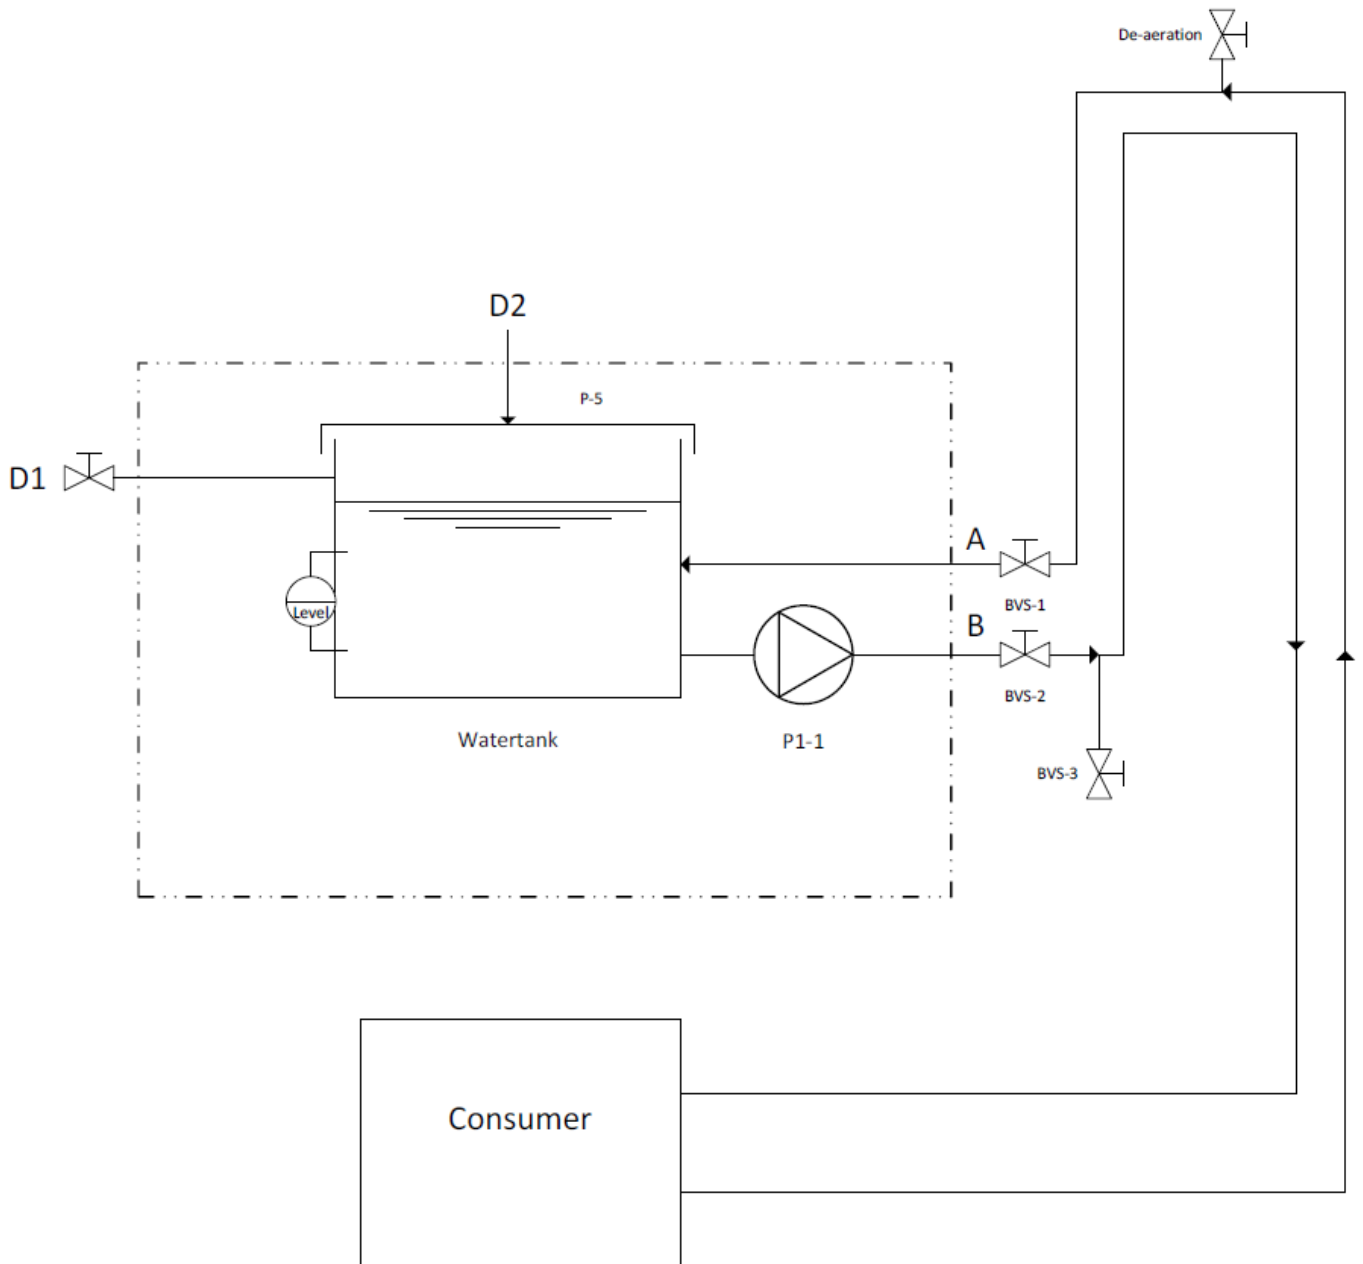 De-aeration
D2
P-5
D1
A
BVS-1
Level
B
BVS-2
Watertank
P1-1
BVS-3
Consumer